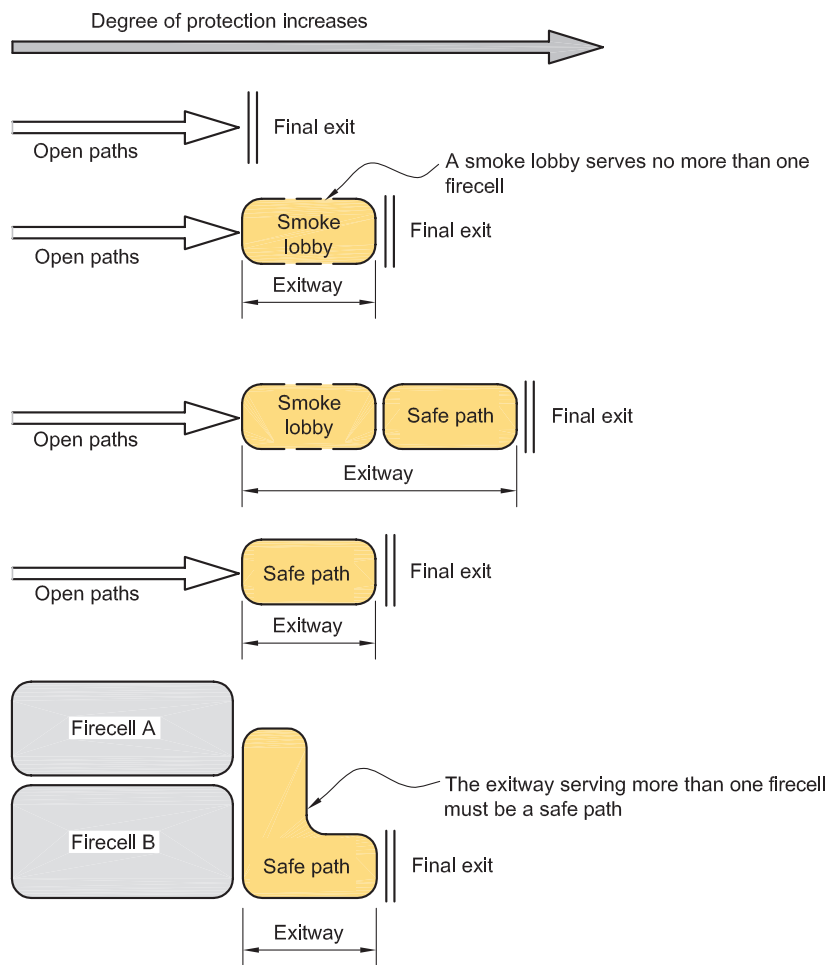 Degree of protection increases
Final exit
Open paths
A smoke lobby serves no more than one
firecell
Smoke
lobby
Final exit
Open paths
Exitway
Smoke
lobby
Safe path
Final exit
Open paths
Exitway
Safe path
Final exit
Open paths
Exitway
Firecell A
The exitway serving more than one firecell
must be a safe path
Firecell B
Safe path
Final exit
Exitway